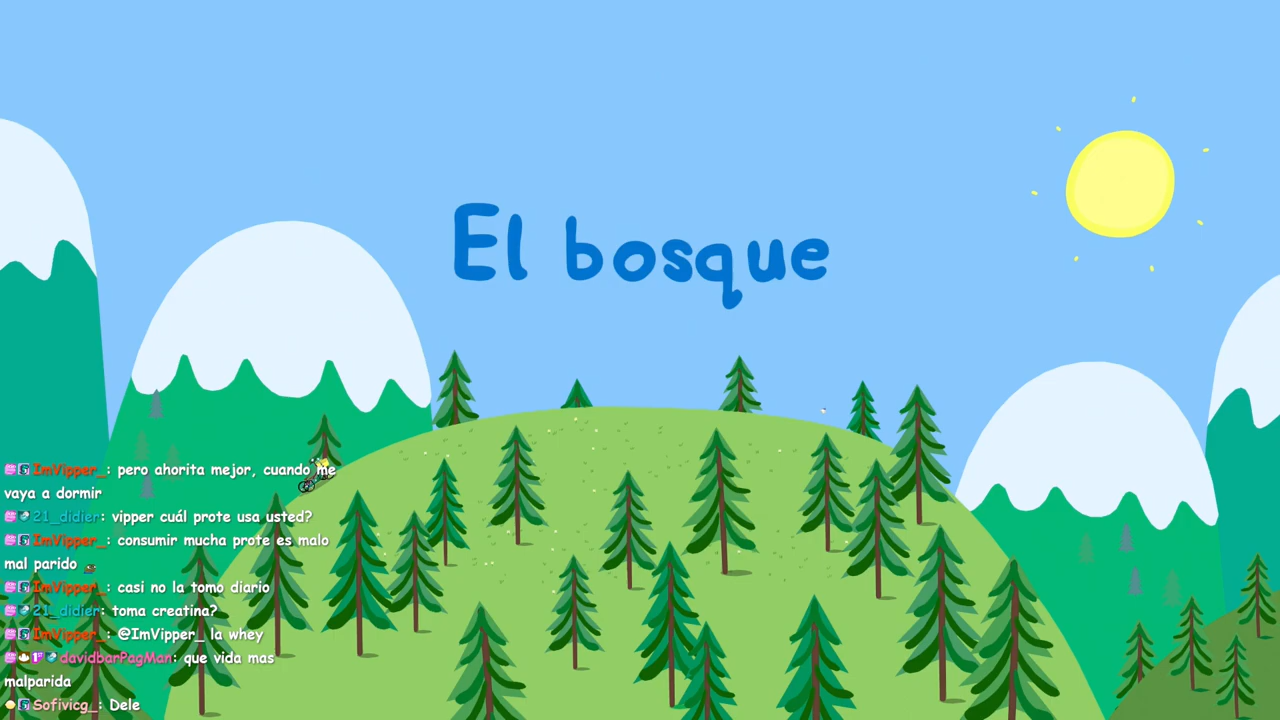 El bosque
ImVipper_: pero ahorita mejor, cuando me
vaya a dormir
21_didier: vipper cuál prote usa usted?
ImVipper_: consumir mucha prote es malo
mal parido
ImVipper_: casi no la tomo diario
21_didier: toma creatina?
ImVipper_: @ImVipper_ la whey
davidbarPagMan: que vida mas
malparida
Sofivicg_: Dele